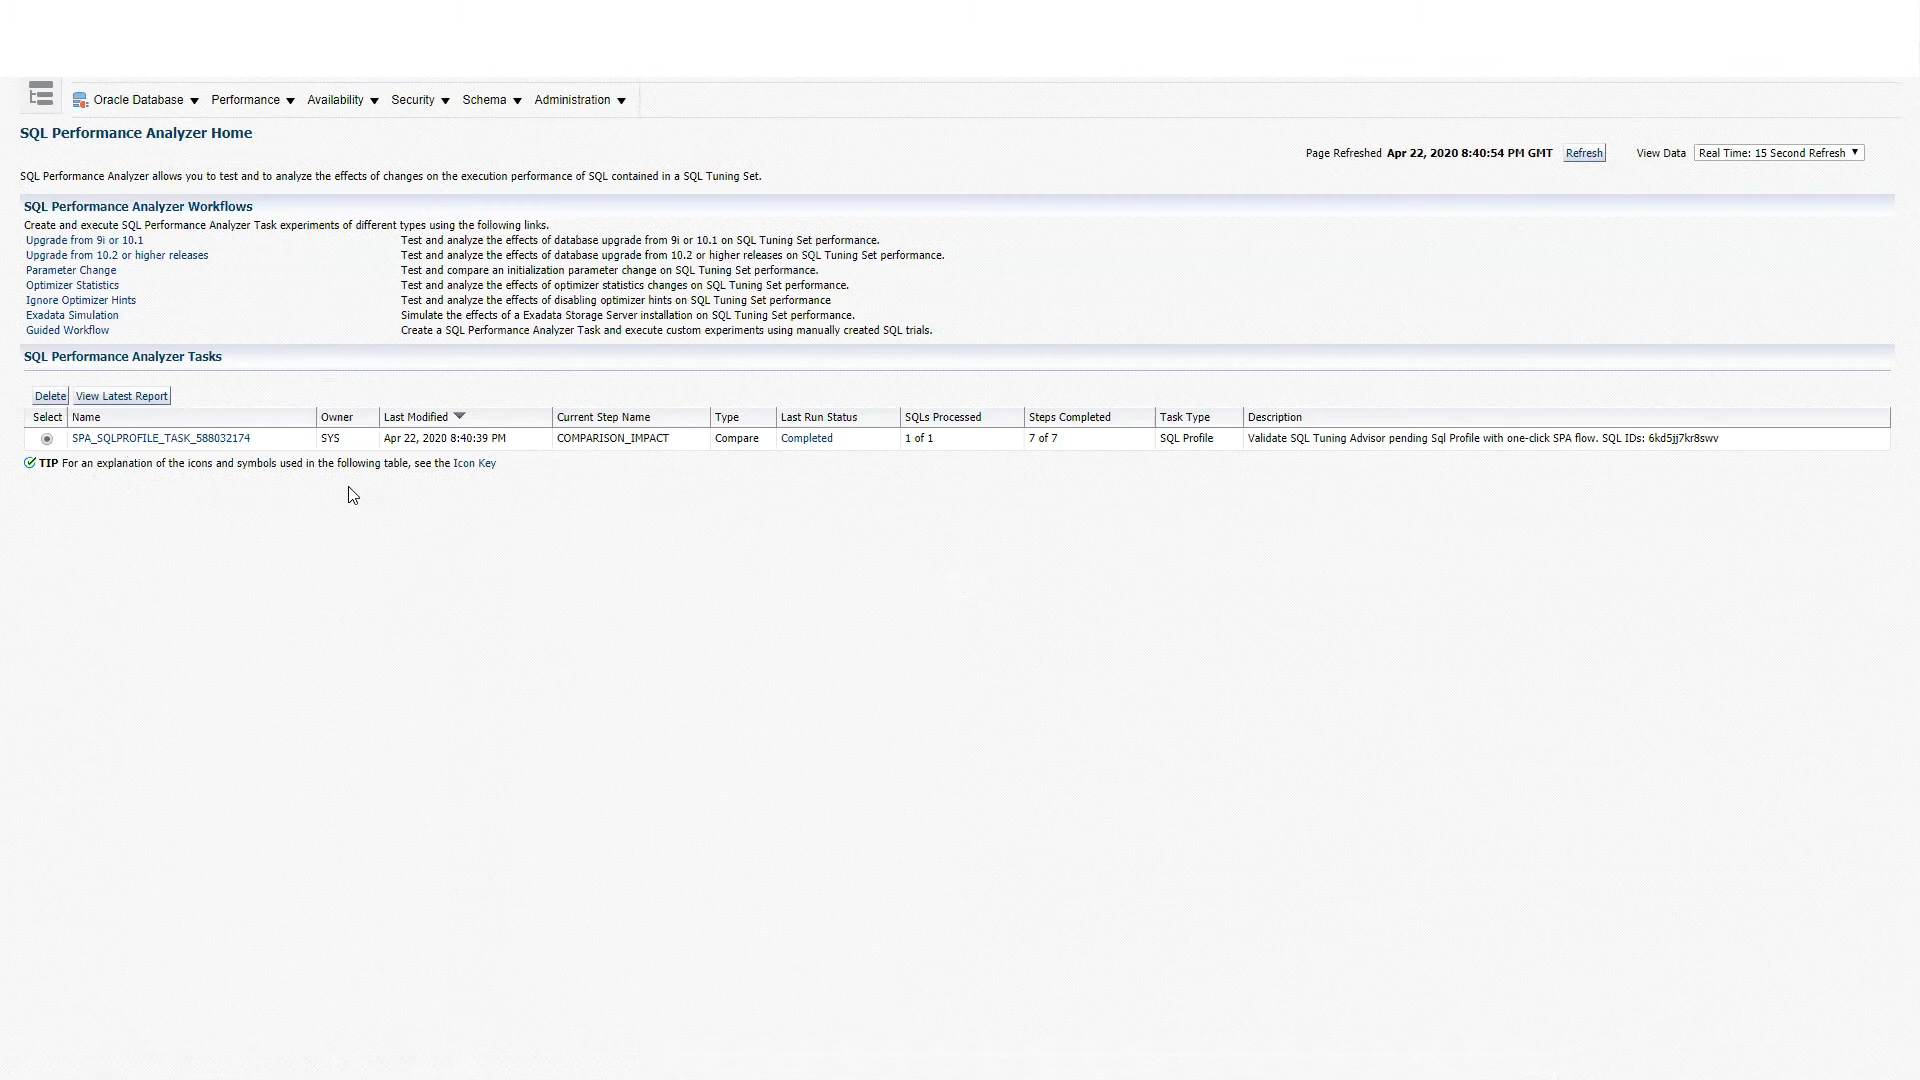 Oracle Database Performance Availability Security Schema Administration
SQL Performance Analyzer Home
Page Refreshed Apr 22, 2020 8:40:54 PM GMT Refresh View Data Real Time: 15 Second Refresh
SQL Performance Analyzer allows you to test and to analyze the effects of changes on the execution performance of SQL contained in a SQL Tuning Set.
SQL Performance Analyzer Workflows
Create and execute SQL Performance Analyzer Task experiments of different types using the following links.
Upgrade from 9i or 10.1 Test and analyze the effects of database upgrade from 9i or 10.1 on SQL Tuning Set performance.
Upgrade from 10.2 or higher releases Test and analyze the effects of database upgrade from 10.2 or higher releases on SQL Tuning Set performance.
Parameter Change Test and compare an initialization parameter change on SQL Tuning Set performance.
Optimizer Statistics Test and analyze the effects of optimizer statistics changes on SQL Tuning Set performance.
Ignore Optimizer Hints Test and analyze the effects of disabling optimizer hints on SQL Tuning Set performance
Exadata Simulation Simulate the effects of a Exadata Storage Server installation on SQL Tuning Set performance.
Guided Workflow Create a SQL Performance Analyzer Task and execute custom experiments using manually created SQL trials.
SQL Performance Analyzer Tasks
Delete View Latest Report
Select Name Owner Last Modified Current Step Name Type Last Run Status SQLs Processed Steps Completed Task Type Description
SPA_SQLPROFILE_TASK_588032174 SYS Apr 22, 2020 8:40:39 PM COMPARISON_IMPACT Compare Completed 1 of 1 7 of 7 SQL Profile Validate SQL Tuning Advisor pending Sql Profile with one-click SPA flow. SQL IDs: 6kd5jj7kr8swv
TIP For an explanation of the icons and symbols used in the following table, see the Icon Key